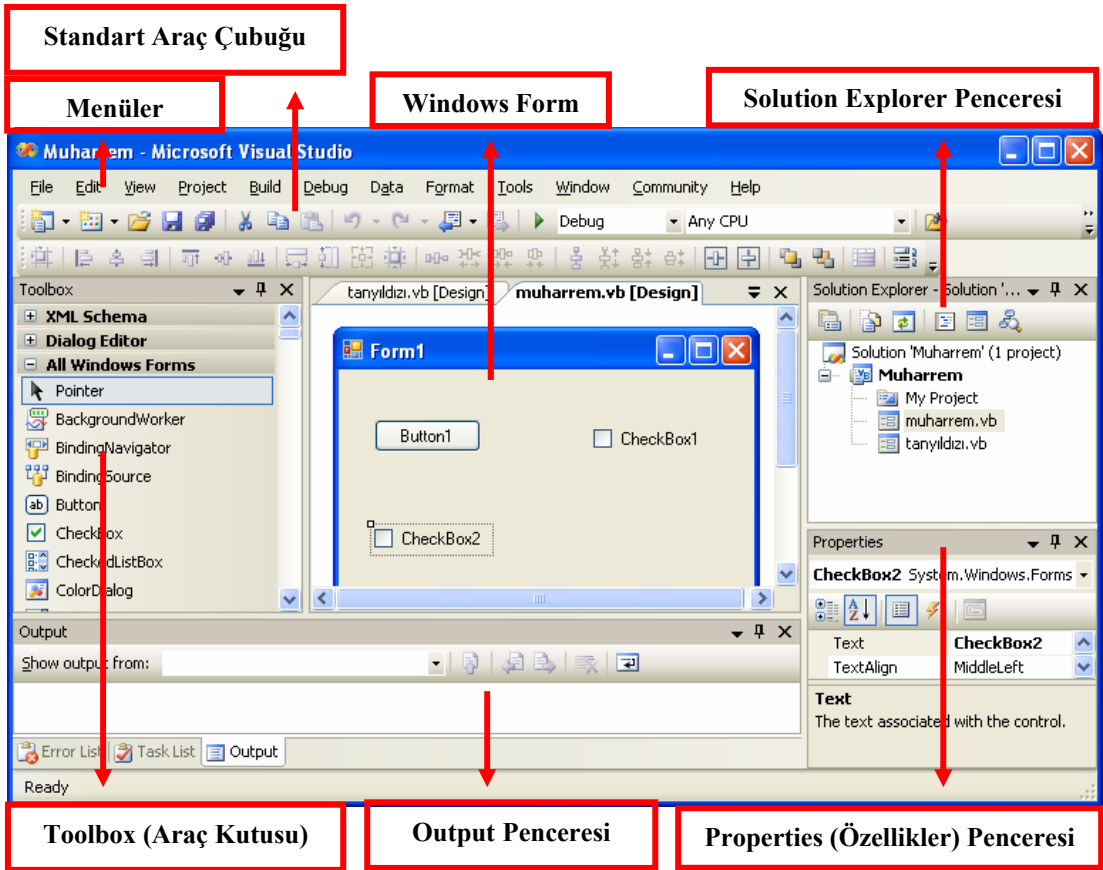 Standart Araç Çubuğu
Menüler
Windows Form
Solution Explorer Penceresi
Muharrem - Microsoft Visual Studio
File Edit View Project Build Debug Data Format Tools Window Community Help
Debug Any CPU
Toolbox
XML Schema
Dialog Editor
All Windows Forms
Pointer
BackgroundWorker
BindingNavigator
BindingSource
ab Button
CheckBox
CheckedListBox
ColorDialog
tanyıldızı.vb [Design] muharrem.vb [Design]
Form1
Button1
CheckBox1
CheckBox2
Solution Explorer - Solution '...
Solution 'Muharrem' (1 project)
Muharrem
My Project
muharrem.vb
tanyıldızı.vb
Properties
CheckBox2 System.Windows.Forms
Text CheckBox2
TextAlign MiddleLeft
Text
The text associated with the control.
Output
Show output from:
Error List Task List Output
Ready
Toolbox (Araç Kutusu)
Output Penceresi
Properties (Özellikler) Penceresi